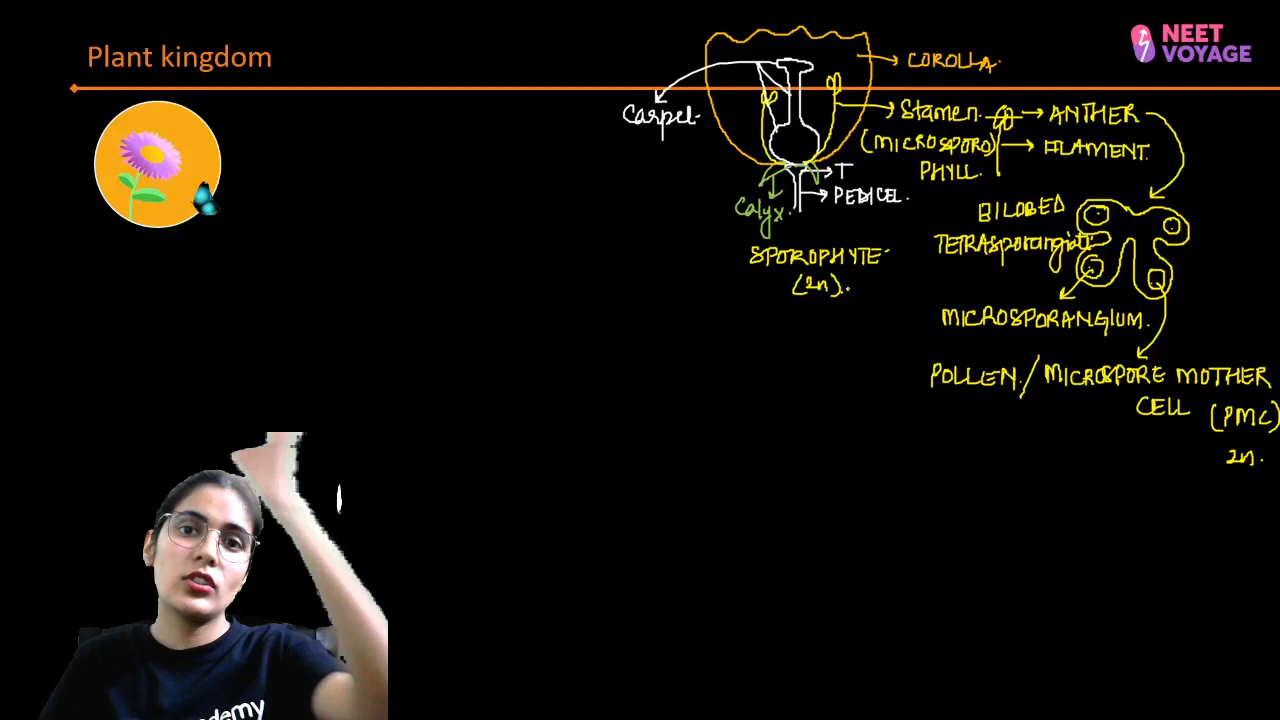 Plant kingdom
NEET
VOYAGE
COROLLA
Carpel
Stamen
(MICROSPORO)
PHYLL.
ANTHER
FILAMENT
T
PEDICEL.
Calyx.
SPOROPHYTE
(2n).
BILOBED
TETRASporangiate
MICROSPORANGIUM.
POLLEN / MICROSPORE MOTHER
CELL (PMC)
2n.